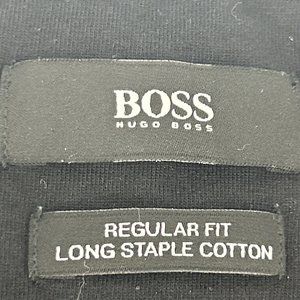 BOSS
HUGO BOSS
REGULAR FIT
LONG STAPLE COTTON